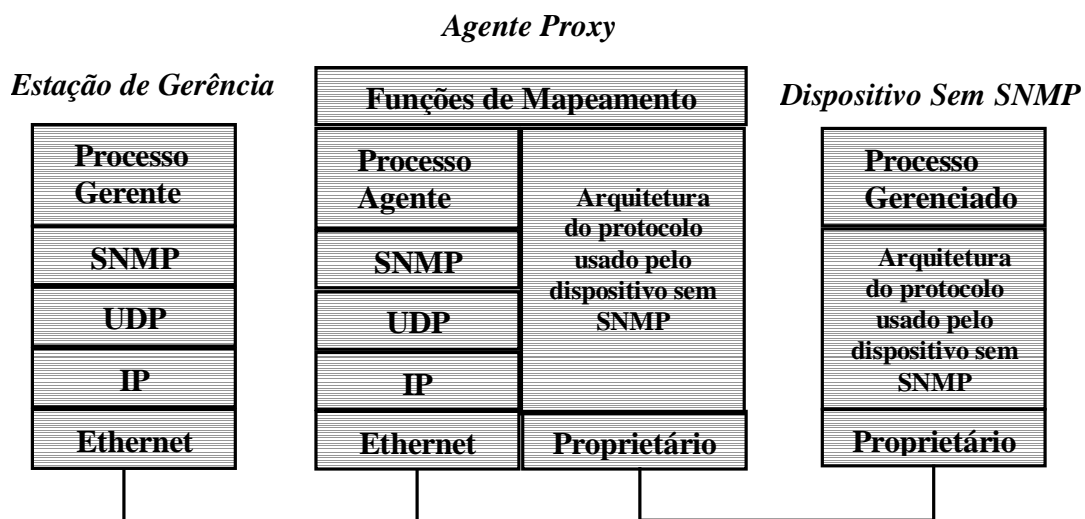 Agente Proxy
Estação de Gerência
Dispositivo Sem SNMP
Funções de Mapeamento
Processo
Gerente
SNMP
UDP
IP
Ethernet
Processo
Agente
SNMP
UDP
IP
Ethernet
Arquitetura
do protocolo
usado pelo
dispositivo sem
SNMP
Proprietário
Processo
Gerenciado
Arquitetura
do protocolo
usado pelo
dispositivo sem
SNMP
Proprietário